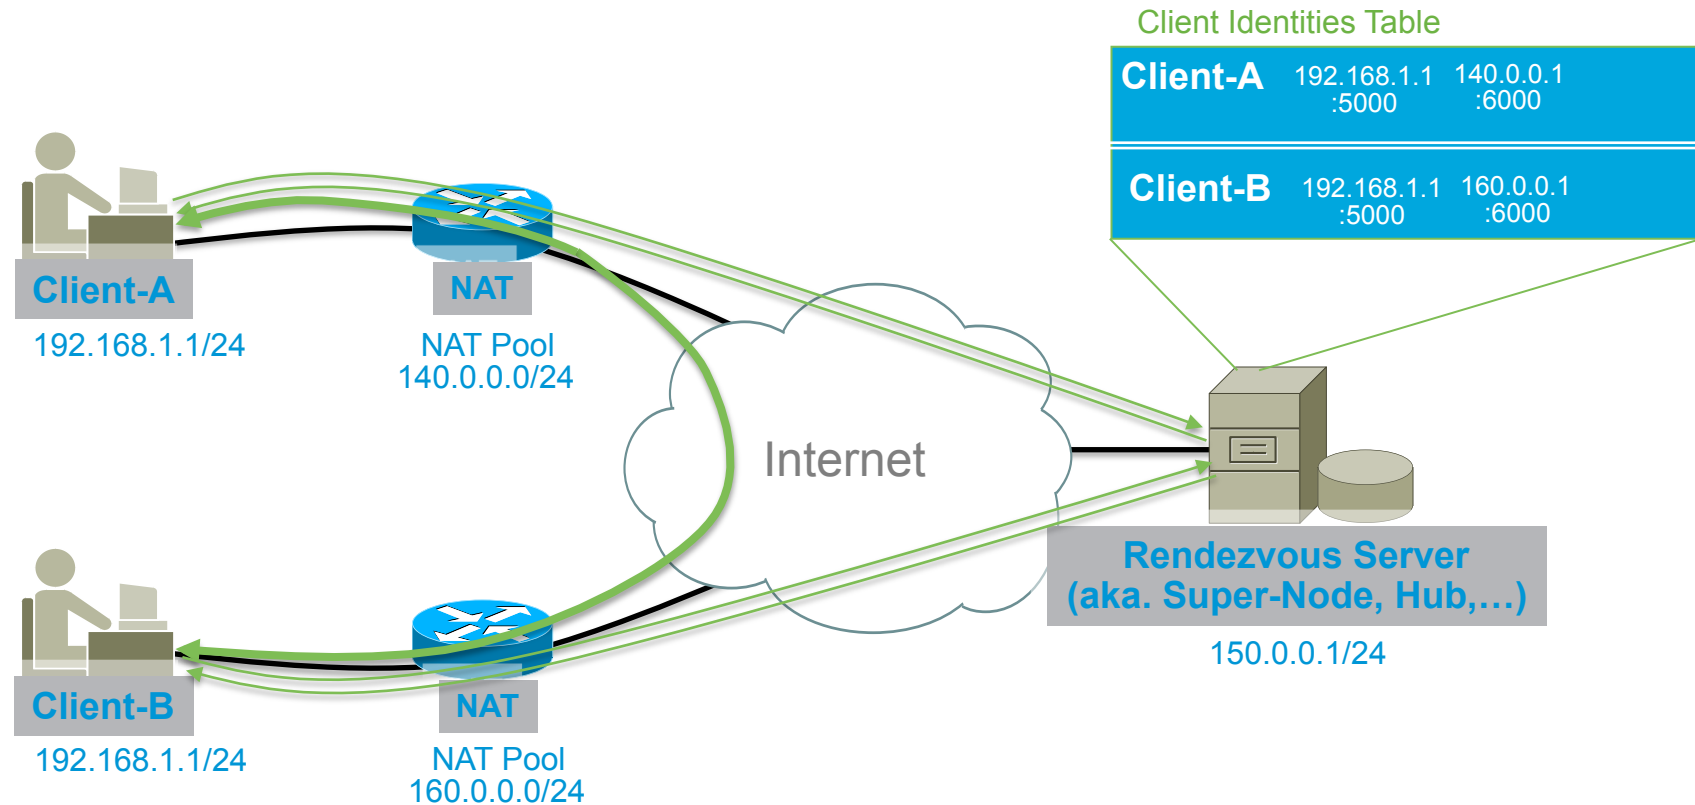 Client Identities Table
Client-A 192.168.1.1 140.0.0.1
:5000 :6000
Client-B 192.168.1.1 160.0.0.1
:5000 :6000
Client-A
192.168.1.1/24
NAT
NAT Pool
140.0.0.0/24
Internet
Rendezvous Server
(aka. Super-Node, Hub,...)
150.0.0.1/24
Client-B
192.168.1.1/24
NAT
NAT Pool
160.0.0.0/24